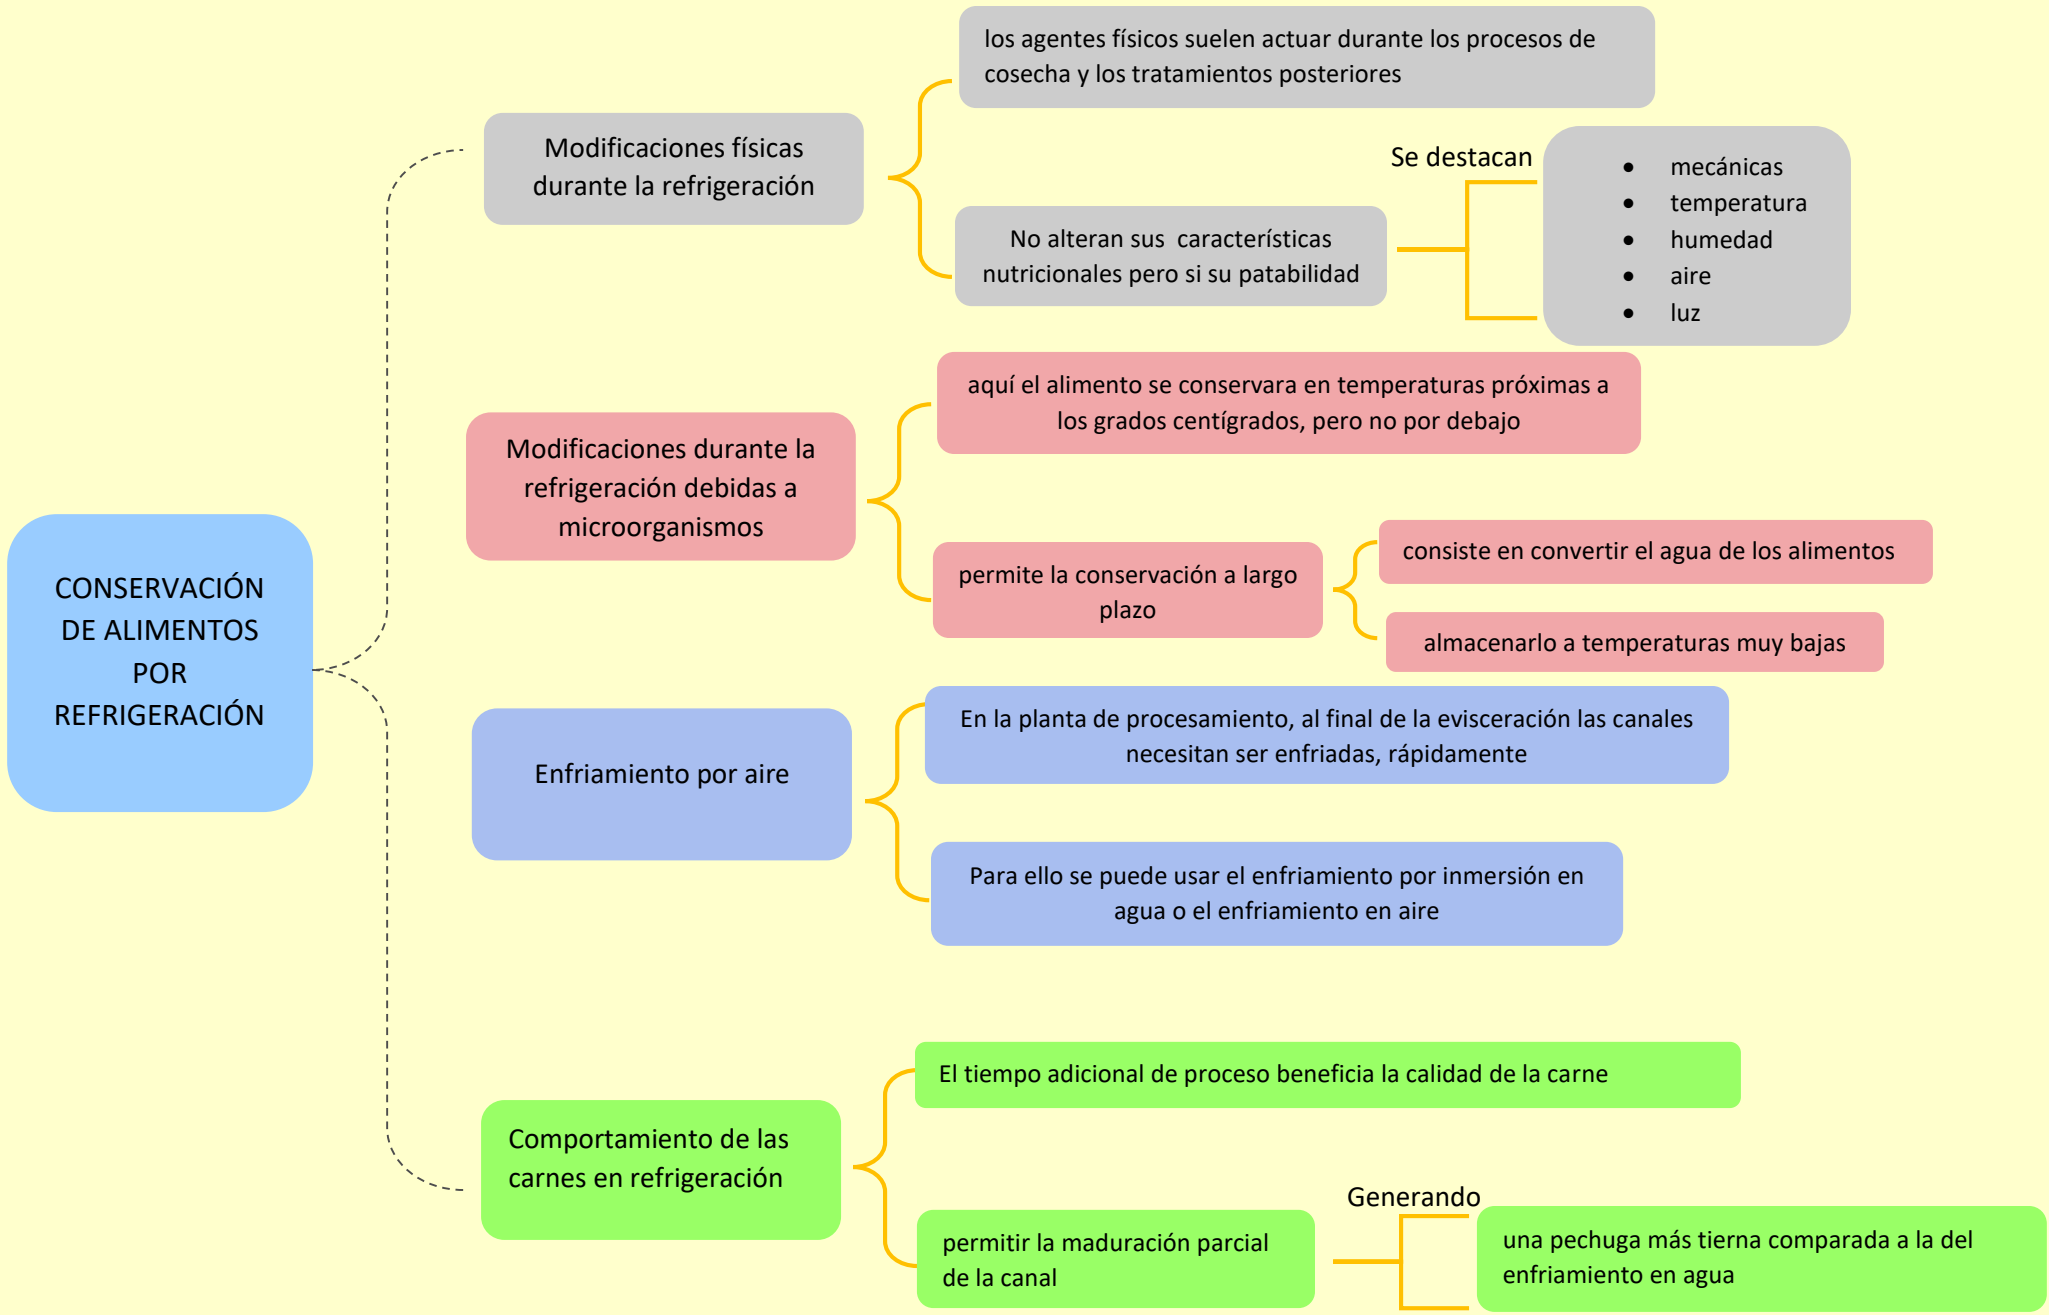 CONSERVACIÓN
DE ALIMENTOS
POR
REFRIGERACIÓN
Modificaciones físicas
durante la refrigeración
los agentes físicos suelen actuar durante los procesos de
cosecha y los tratamientos posteriores
No alteran sus características
nutricionales pero si su patabilidad
Se destacan
• mecánicas
• temperatura
• humedad
• aire
• luz
Modificaciones durante la
refrigeración debidas a
microorganismos
aquí el alimento se conservara en temperaturas próximas a
los grados centígrados, pero no por debajo
permite la conservación a largo
plazo
consiste en convertir el agua de los alimentos
almacenarlo a temperaturas muy bajas
Enfriamiento por aire
En la planta de procesamiento, al final de la evisceración las canales
necesitan ser enfriadas, rápidamente
Para ello se puede usar el enfriamiento por inmersión en
agua o el enfriamiento en aire
Comportamiento de las
carnes en refrigeración
El tiempo adicional de proceso beneficia la calidad de la carne
permitir la maduración parcial
de la canal
Generando
una pechuga más tierna comparada a la del
enfriamiento en agua